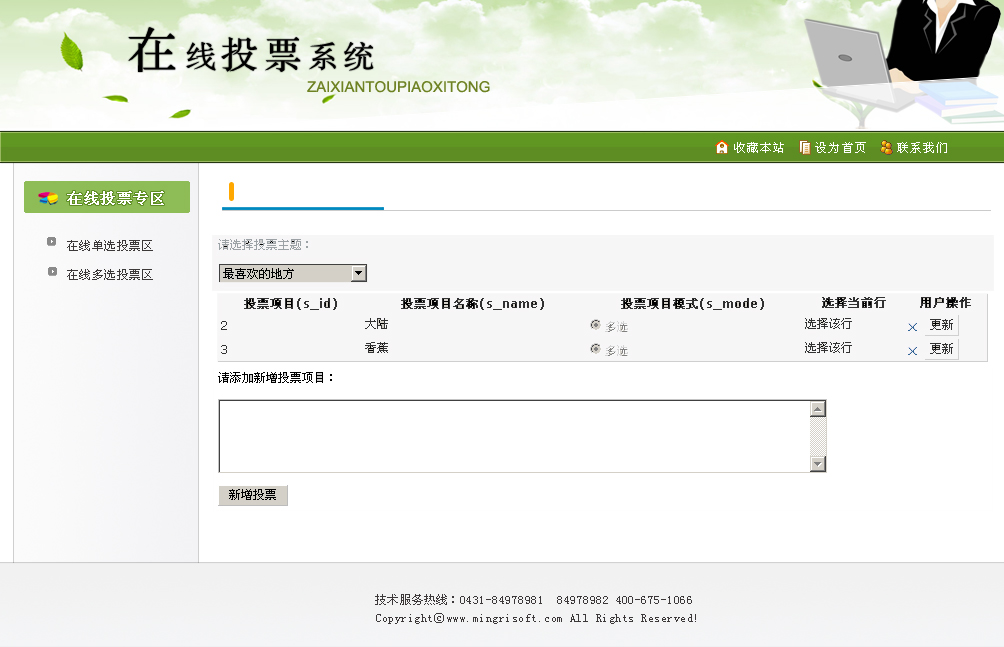 在线投票系统
ZAIXIANTOUPIAOXITONG
收藏本站 设为首页 联系我们
在线投票专区
在线单选投票区
在线多选投票区
请选择投票主题：
最喜欢的地方
投票项目(s_id) 投票项目名称(s_name) 投票项目模式(s_mode) 选择当前行 用户操作
2 大陆 多选 选择该行 更新
3 香蕉 多选 选择该行 更新
请添加新增投票项目：
新增投票
技术服务热线：0431-84978981 84978982 400-675-1066
Copyright©www.mingrisoft.com All Rights Reserved!